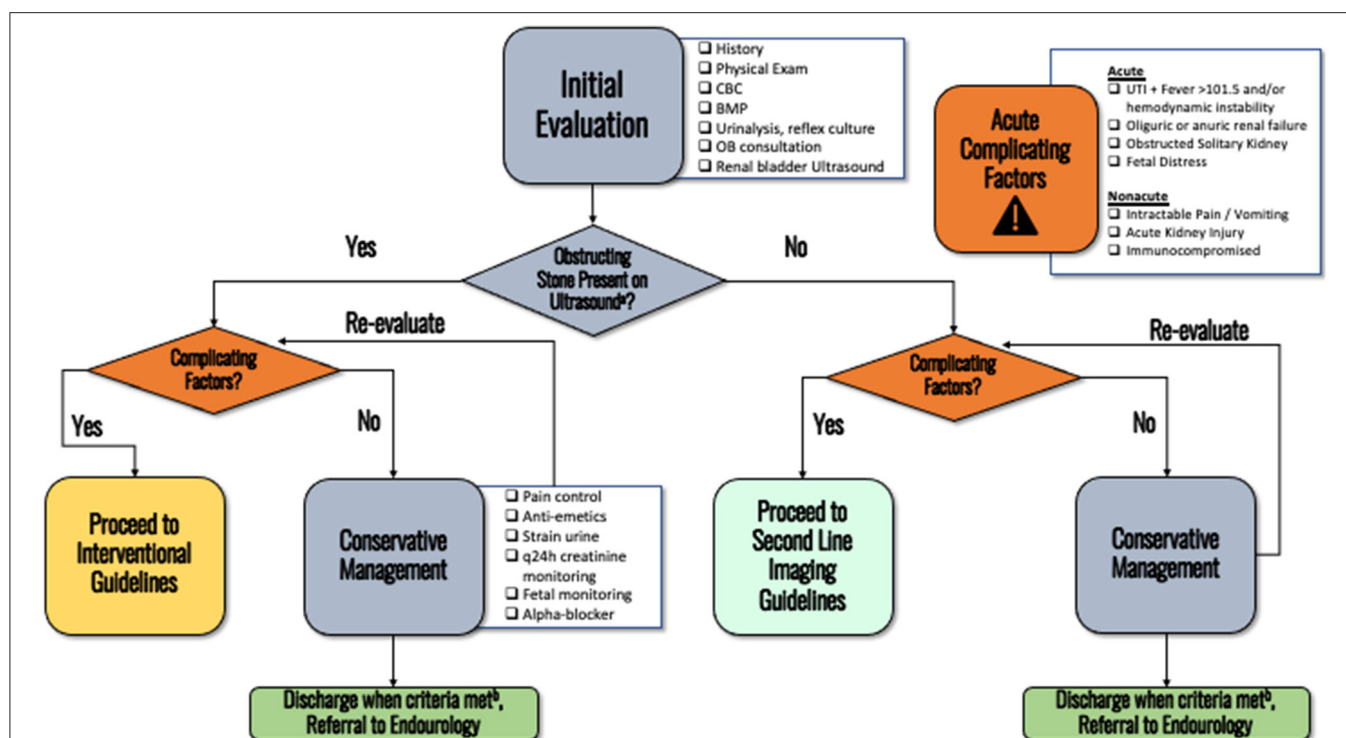 Initial
Evaluation
☐ History
☐ Physical Exam
☐ CBC
☐ BMP
☐ Urinalysis, reflex culture
☐ OB consultation
☐ Renal bladder Ultrasound
Acute
Complicating
Factors
Acute
☐ UTI + Fever >101.5 and/or
hemodynamic instability
☐ Oliguric or anuric renal failure
☐ Obstructed Solitary Kidney
☐ Fetal Distress
Nonacute
☐ Intractable Pain / Vomiting
☐ Acute Kidney Injury
☐ Immunocompromised
Yes
Obstructing
Stone Present on
Ultrasoundᵃ?
No
Re-evaluate
Complicating
Factors?
Yes
No
Proceed to
Interventional
Guidelines
Conservative
Management
☐ Pain control
☐ Anti-emetics
☐ Strain urine
☐ q24h creatinine
monitoring
☐ Fetal monitoring
☐ Alpha-blocker
Discharge when criteria metᵇ,
Referral to Endourology
Re-evaluate
Complicating
Factors?
Yes
No
Proceed to
Second Line
Imaging
Guidelines
Conservative
Management
Discharge when criteria metᵇ,
Referral to Endourology